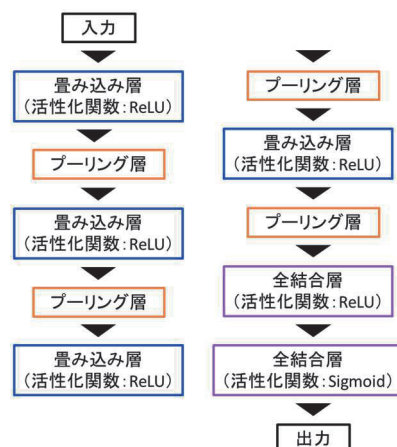 入力
畳み込み層
(活性化関数:ReLU)
プーリング層
畳み込み層
(活性化関数:ReLU)
プーリング層
畳み込み層
(活性化関数:ReLU)
プーリング層
畳み込み層
(活性化関数:ReLU)
プーリング層
全結合層
(活性化関数:ReLU)
全結合層
(活性化関数:Sigmoid)
出力